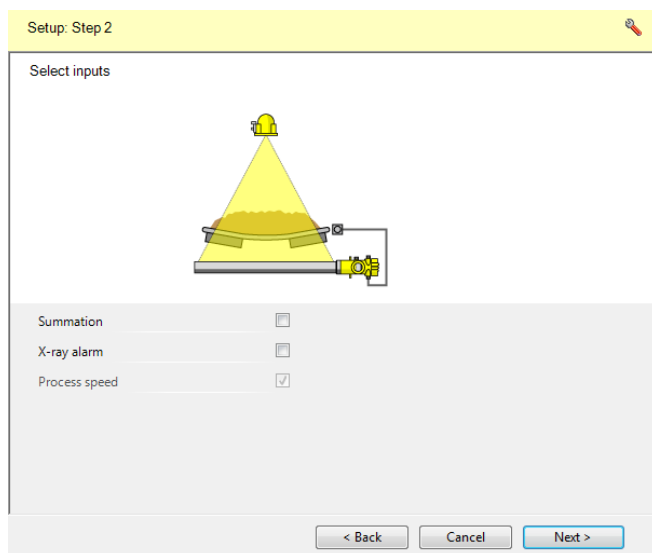 Setup: Step 2
Select inputs
Summation
X-ray alarm
Process speed
< Back Cancel Next >